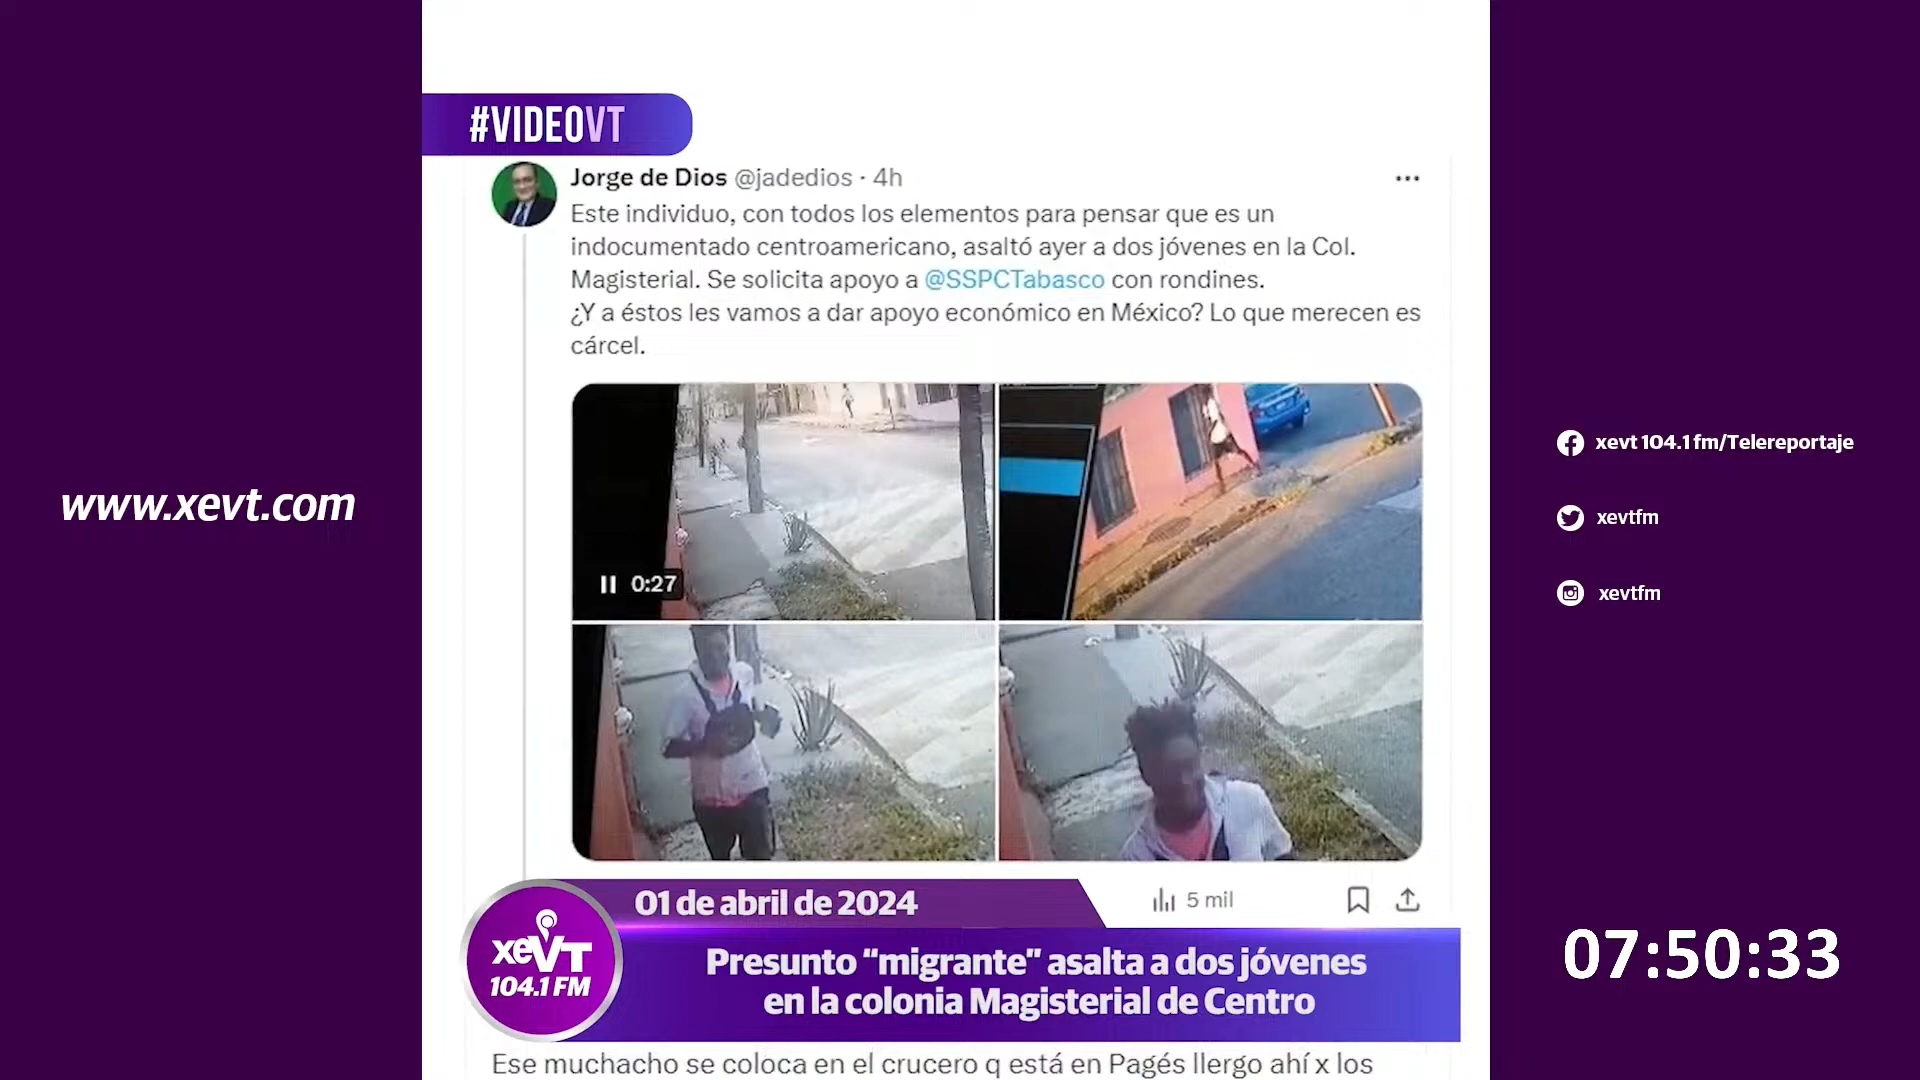 #VIDEOVT
Jorge de Dios @jadedios · 4h
Este individuo, con todos los elementos para pensar que es un
indocumentado centroamericano, asaltó ayer a dos jóvenes en la Col.
Magisterial. Se solicita apoyo a @SSPCTabasco con rondines.
¿Y a éstos les vamos a dar apoyo económico en México? Lo que merecen es
cárcel.
0:27
5 mil
01 de abril de 2024
Presunto “migrante” asalta a dos jóvenes
en la colonia Magisterial de Centro
xeVT
104.1 FM
Ese muchacho se coloca en el crucero q está en Pagés llergo ahí x los
www.xevt.com
xevt 104.1 fm/Telereportaje
xevtfm
xevtfm
07:50:33